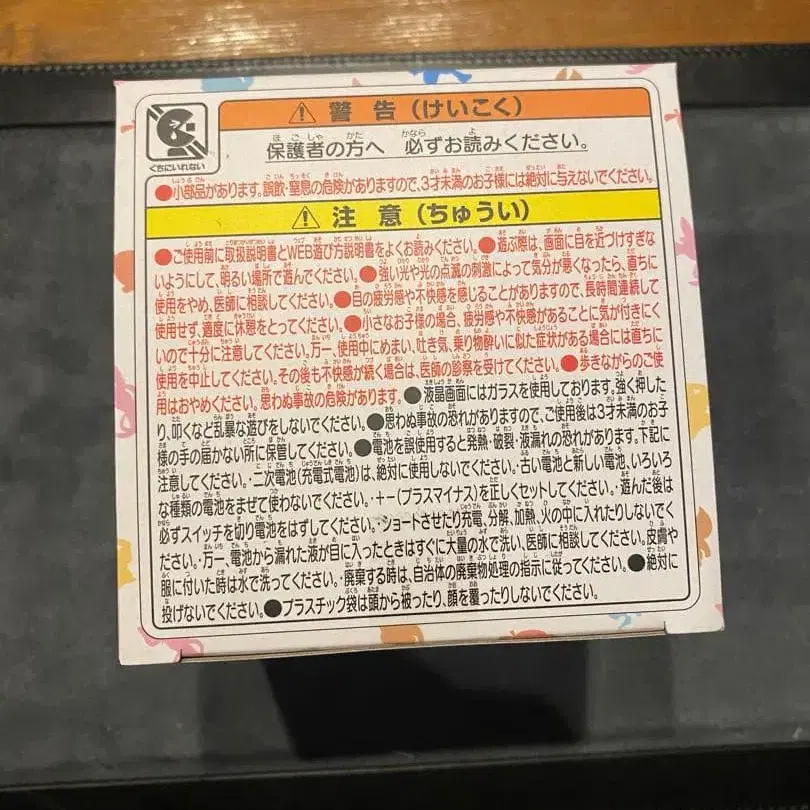 ⚠ 警告（けいこく）
くちにいれない
保護者の方へ 必ずお読みください。
●小部品があります。誤飲・窒息の危険がありますので、3才未満のお子様には絶対に与えないでください。
⚠ 注意（ちゅうい）
●ご使用前に取扱説明書とWEB遊び方説明書をよくお読みください。●遊ぶ際は、画面に目を近づけすぎな
いようにして、明るい場所で遊んでください。●強い光や光の点滅の刺激によって気分が悪くなったら、直ちに
使用をやめ、医師に相談してください。●目の疲労感や不快感を感じることがありますので、長時間連続して
使用せず、適度に休憩をとってください。●小さなお子様の場合、疲労感や不快感があることに気が付きにく
いので十分に注意してください。万一、使用中にめまい、吐き気、乗り物酔いに似た症状がある場合には直ちに
使用を中止してください。その後も不快感が続く場合は、医師の診察を受けてください。●歩きながらのご使
用はおやめください。思わぬ事故の危険があります。●液晶画面にはガラスを使用しております。強く押した
り、叩くなど乱暴な遊びをしないでください。●思わぬ事故の恐れがありますので、ご使用後は3才未満のお子
様の手の届かない所に保管してください。●電池を誤使用すると発熱・破裂・液漏れの恐れがあります。下記に
注意してください。・二次電池(充電式電池)は、絶対に使用しないでください。・古い電池と新しい電池、いろいろ
な種類の電池をまぜて使わないでください。・+−(プラスマイナス)を正しくセットしてください。・遊んだ後は
必ずスイッチを切り電池をはずしてください。・ショートさせたり充電、分解、加熱、火の中に入れたりしないでく
ださい。・万一、電池から漏れた液が目に入ったときはすぐに大量の水で洗い、医師に相談してください。皮膚や
服に付いた時は水で洗ってください。・廃棄する時は、自治体の廃棄物処理の指示に従ってください。●絶対に
投げないでください。●プラスチック袋は頭から被ったり、顔を覆ったりしないでください。